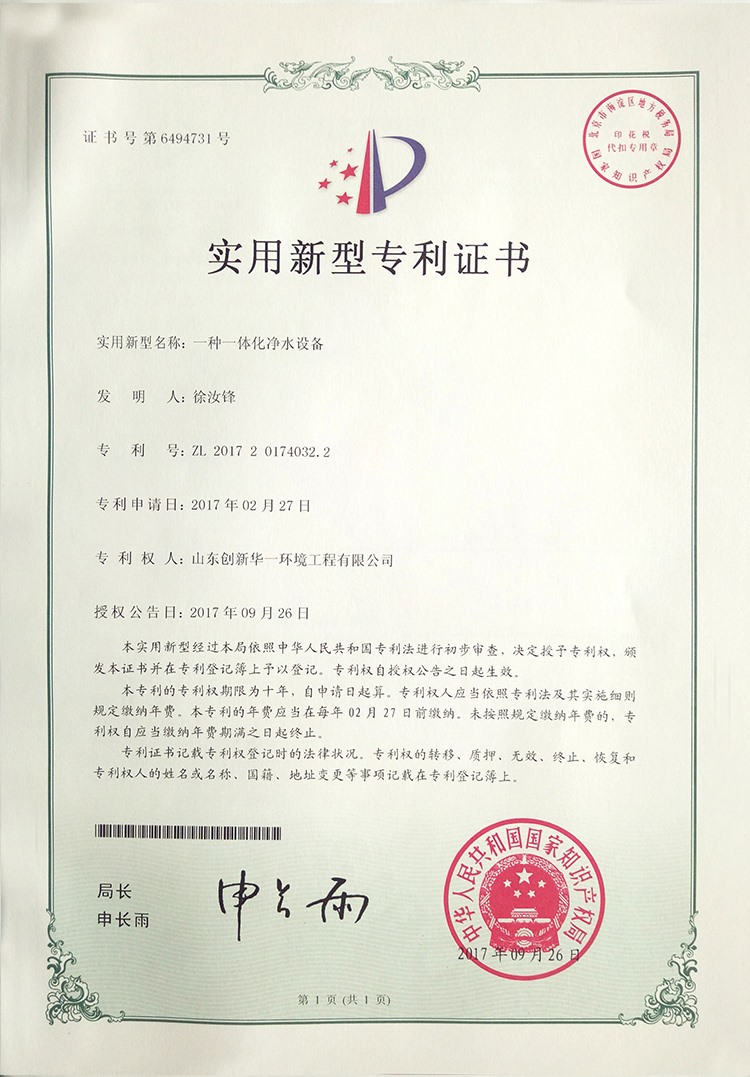 证书号第6494731号
北京市海淀区地方税务局
印花税
代扣专用章
国家知识产权局
实用新型专利证书
实用新型名称：一种一体化净水设备
发明人：徐汝锋
专利号：ZL 2017 2 0174032.2
专利申请日：2017年02月27日
专利权人：山东创新华一环境工程有限公司
授权公告日：2017年09月26日
本实用新型经过本局依照中华人民共和国专利法进行初步审查，决定授予专利权，颁
发本证书并在专利登记簿上予以登记。专利权自授权公告之日起生效。
本专利的专利权期限为十年，自申请日起算。专利权人应当依照专利法及其实施细则
规定缴纳年费。本专利的年费应当在每年02月27日前缴纳。未按照规定缴纳年费的，专
利权自应当缴纳年费期满之日起终止。
专利证书记载专利权登记时的法律状况。专利权的转移、质押、无效、终止、恢复和
专利权人的姓名或名称、国籍、地址变更等事项记载在专利登记簿上。
局长
申长雨
申长雨
中华人民共和国国家知识产权局
2017年09月26日
第1页(共1页)